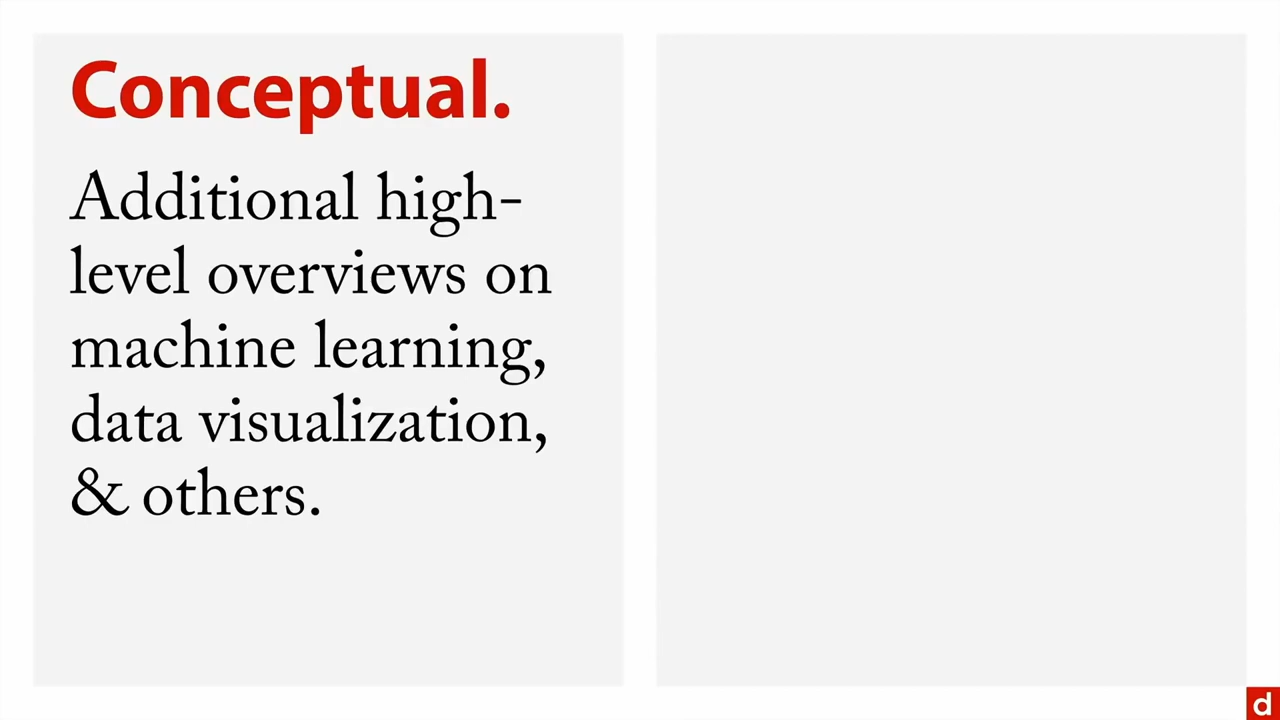 Conceptual.
Additional high-
level overviews on
machine learning,
data visualization,
& others.
d